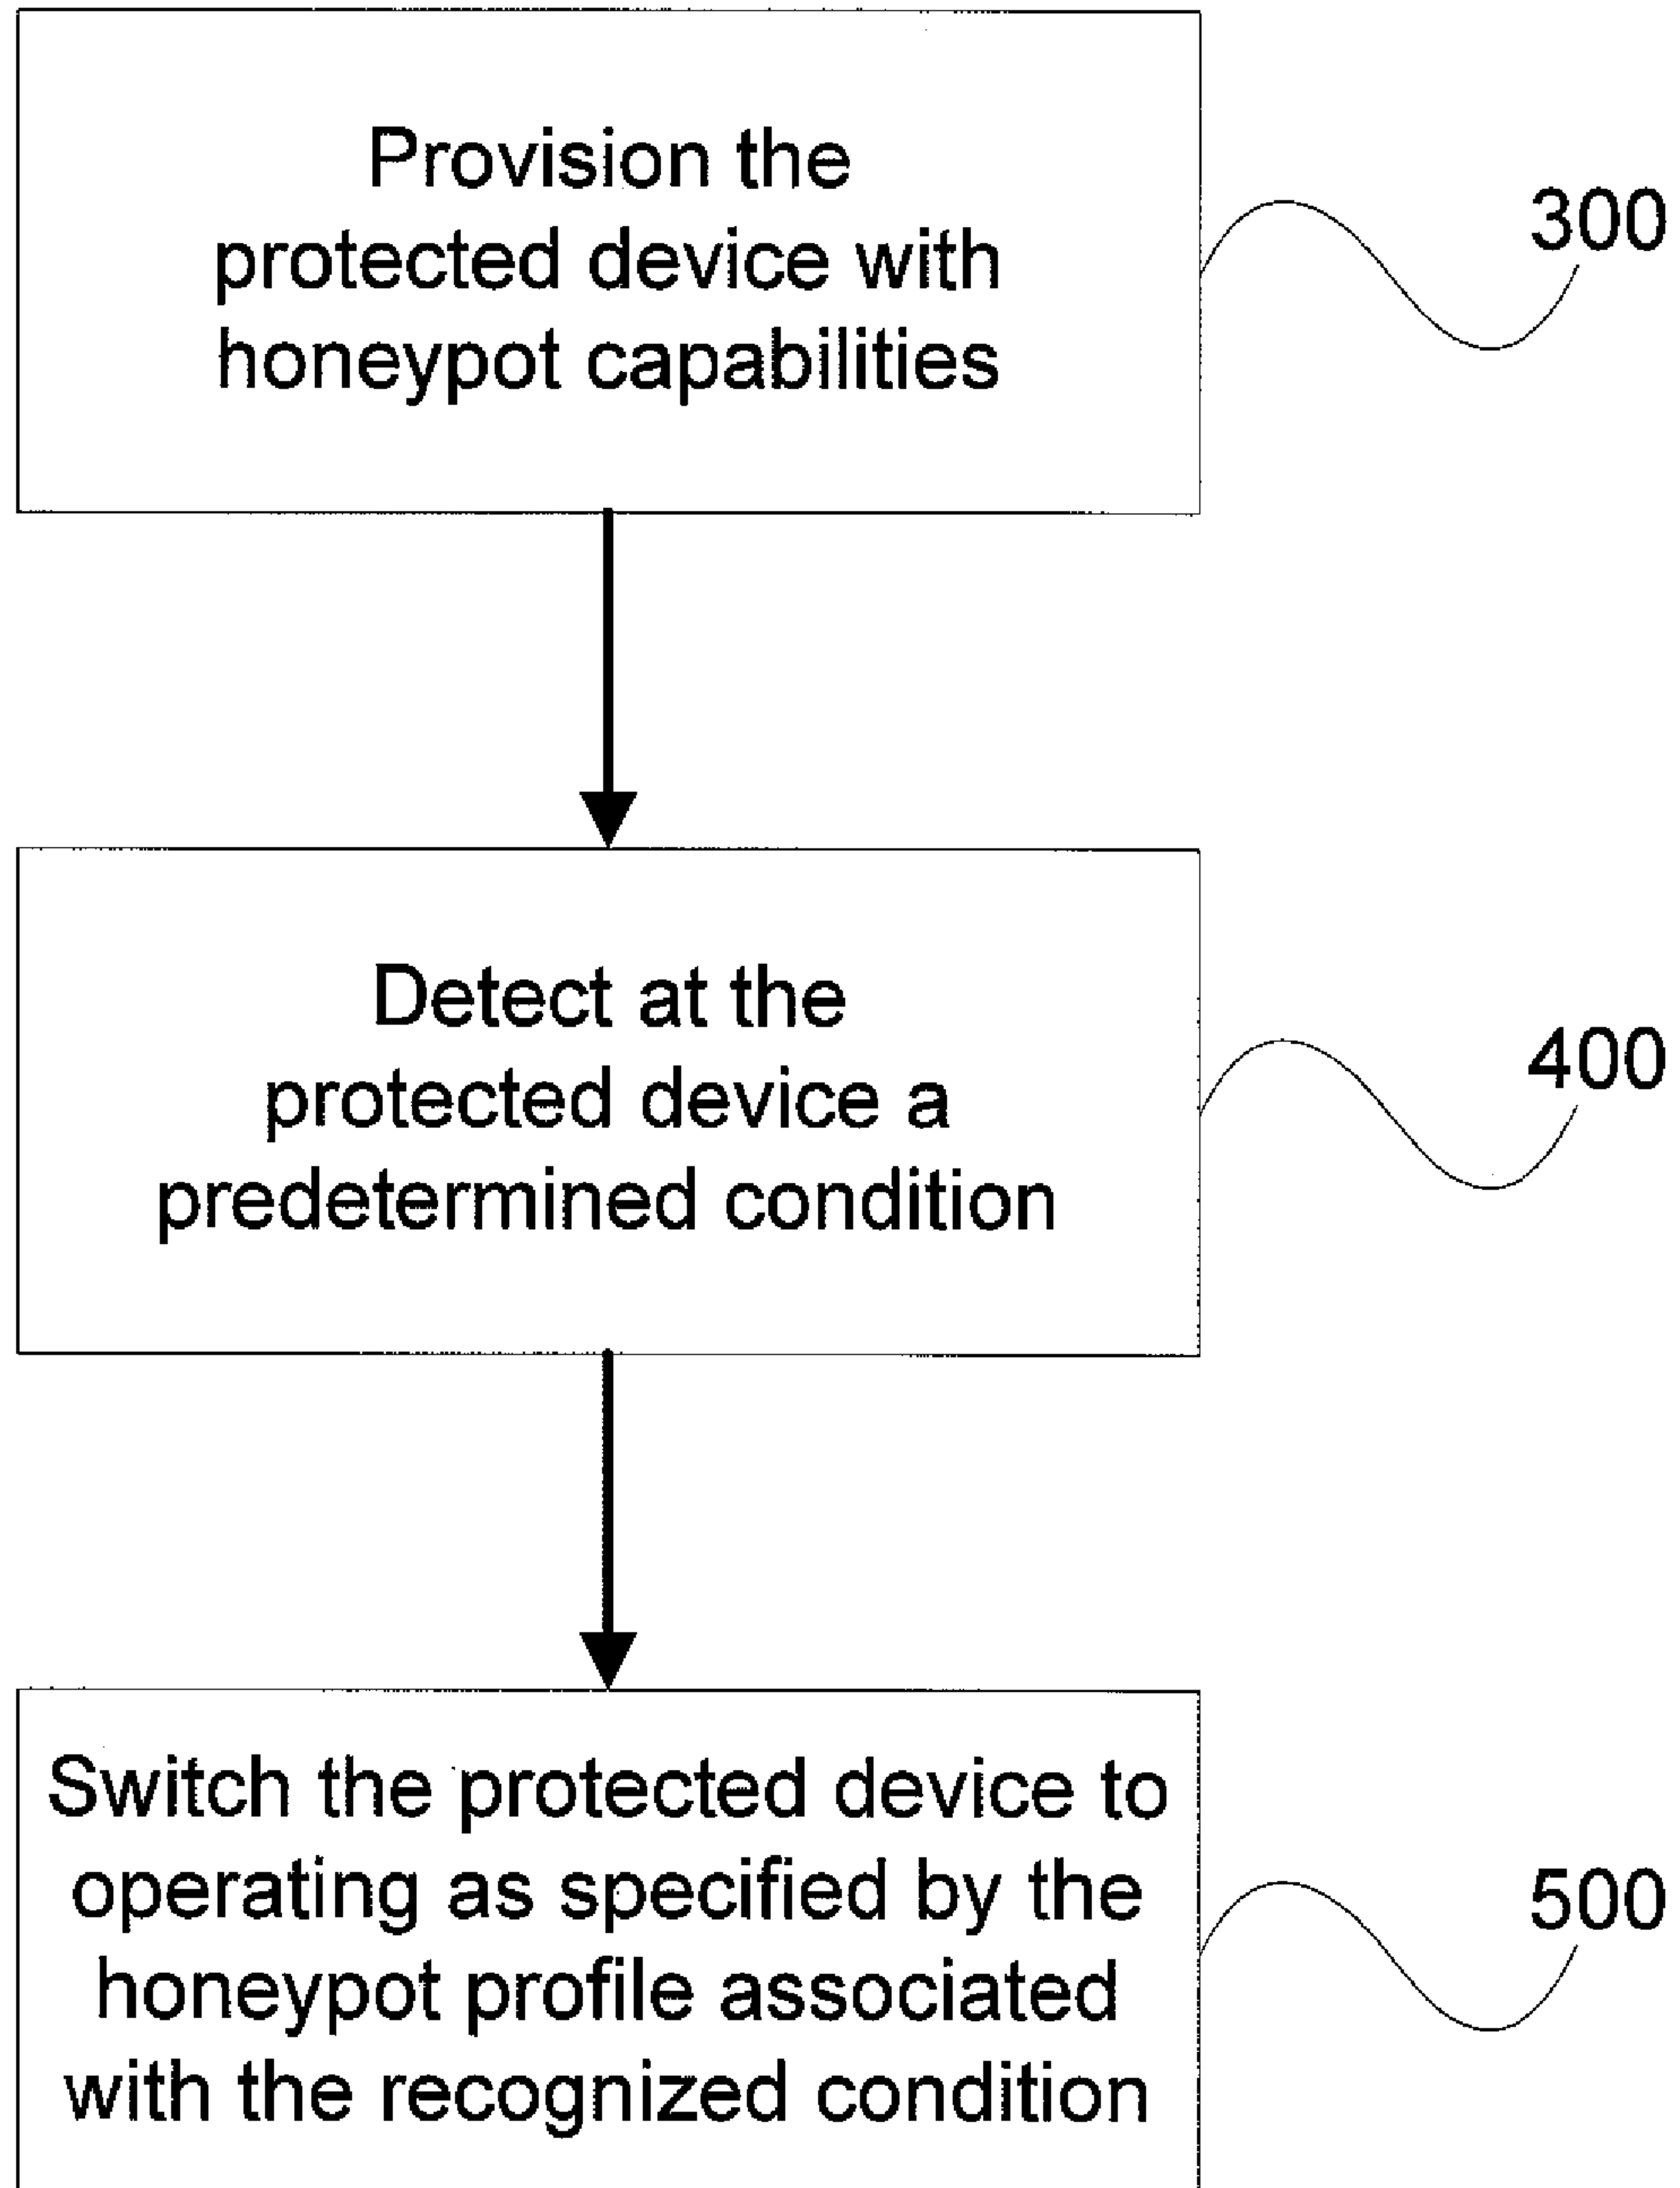 Provision the
protected device with
honeypot capabilities
300
Detect at the
protected device a
predetermined condition
400
Switch the protected device to
operating as specified by the
honeypot profile associated
with the recognized condition
500